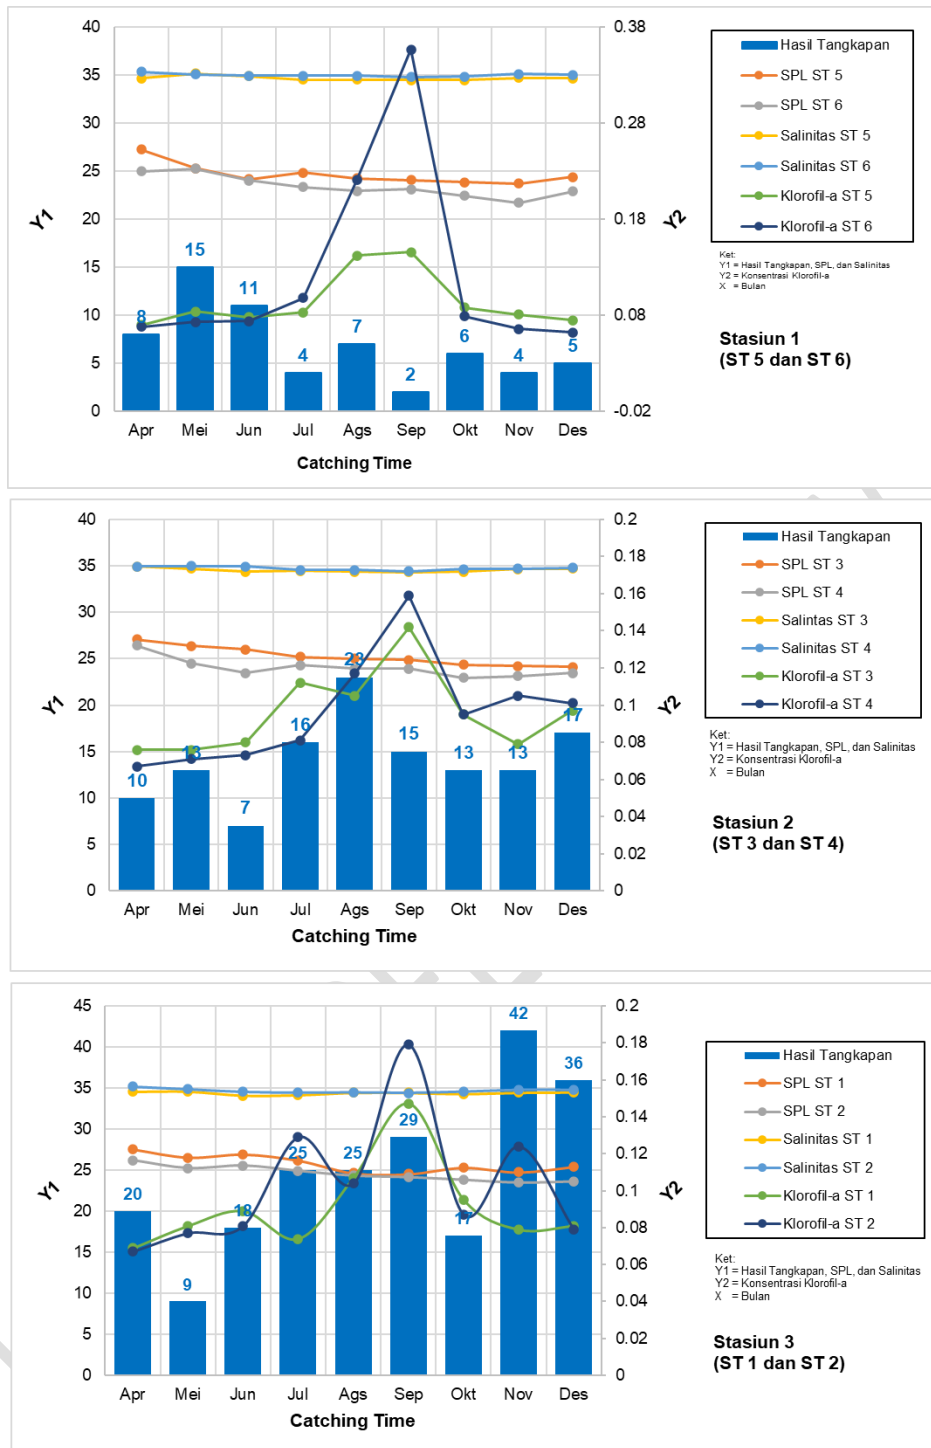 40
35
30
25
20
15
10
5
0
Y1
0.38
0.28
0.18
0.08
-0.02
Y2
8
15
11
4
7
2
6
4
5
Apr Mei Jun Jul Ags Sep Okt Nov Des
Catching Time
Hasil Tangkapan
SPL ST 5
SPL ST 6
Salinitas ST 5
Salinitas ST 6
Klorofil-a ST 5
Klorofil-a ST 6
Ket:
Y1 = Hasil Tangkapan, SPL, dan Salinitas
Y2 = Konsentrasi Klorofil-a
X = Bulan
Stasiun 1
(ST 5 dan ST 6)
40
35
30
25
20
15
10
5
0
Y1
0.2
0.18
0.16
0.14
0.12
0.1
0.08
0.06
0.04
0.02
0
Y2
10
13
7
16
23
15
13
13
17
Apr Mei Jun Jul Ags Sep Okt Nov Des
Catching Time
Hasil Tangkapan
SPL ST 3
SPL ST 4
Salintas ST 3
Salinitas ST 4
Klorofil-a ST 3
Klorofil-a ST 4
Ket:
Y1 = Hasil Tangkapan, SPL, dan Salinitas
Y2 = Konsentrasi Klorofil-a
X = Bulan
Stasiun 2
(ST 3 dan ST 4)
45
40
35
30
25
20
15
10
5
0
Y1
0.2
0.18
0.16
0.14
0.12
0.1
0.08
0.06
0.04
0.02
0
Y2
20
9
18
25
25
29
17
42
36
Apr Mei Jun Jul Ags Sep Okt Nov Des
Catching Time
Hasil Tangkapan
SPL ST 1
SPL ST 2
Salinitas ST 1
Salinitas ST 2
Klorofil-a ST 1
Klorofil-a ST 2
Ket:
Y1 = Hasil Tangkapan, SPL, dan Salinitas
Y2 = Konsentrasi Klorofil-a
X = Bulan
Stasiun 3
(ST 1 dan ST 2)